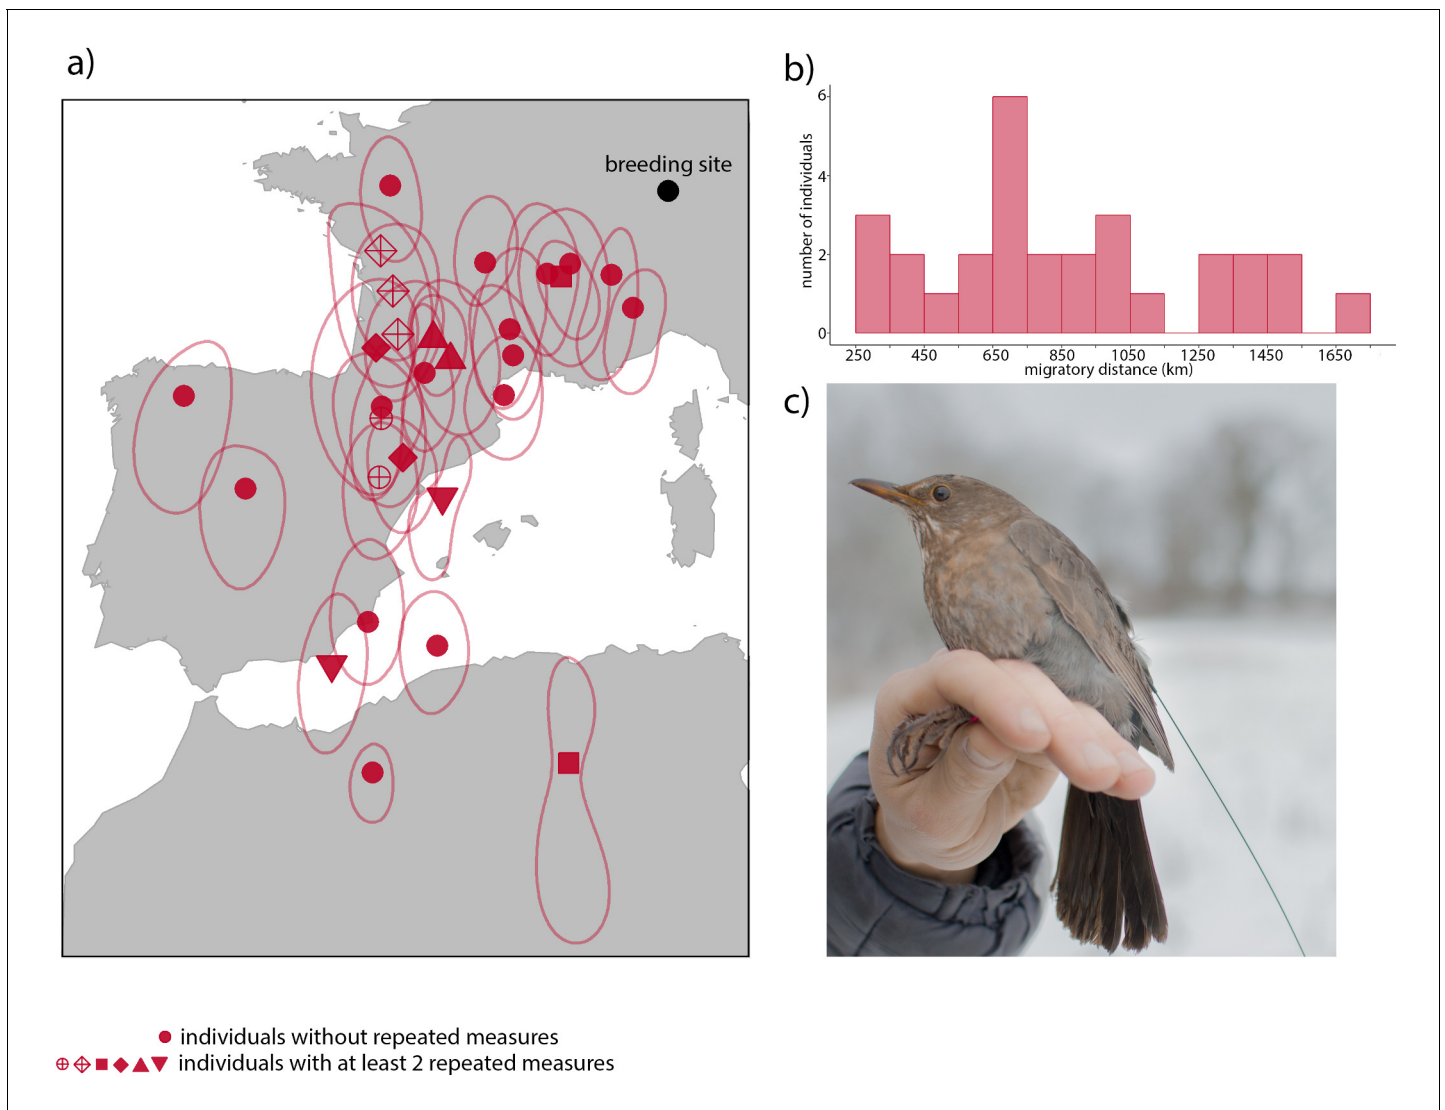 a)
breeding site
b)
number of individuals
6
4
2
0
250 450 650 850 1050 1250 1450 1650
migratory distance (km)
c)
individuals without repeated measures
individuals with at least 2 repeated measures